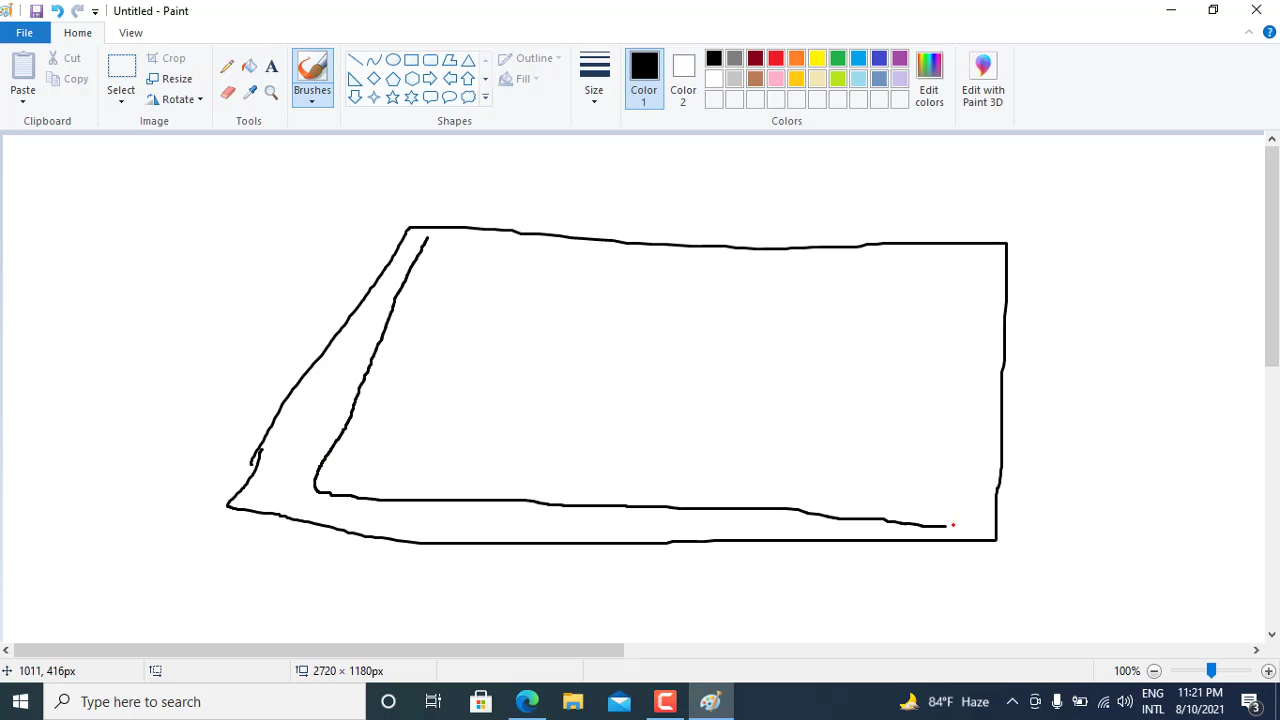 Untitled - Paint
File
Home
View
Paste
Cut
Copy
Clipboard
Select
Crop
Resize
Rotate
Image
A
Tools
Brushes
Shapes
Outline
Fill
Size
Color 1
Color 2
Colors
Edit colors
Edit with Paint 3D
1011, 416px
2720 × 1180px
100%
Type here to search
84°F Haze
ENG
INTL
11:21 PM
8/10/2021
3